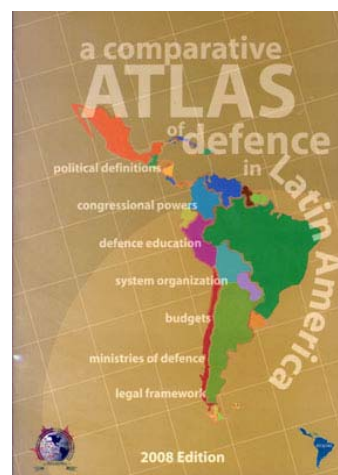 a comparative
ATLAS
of defence
in
Latin America
political definitions
congressional powers
defence education
system organization
budgets
ministries of defence
legal framework
2008 Edition